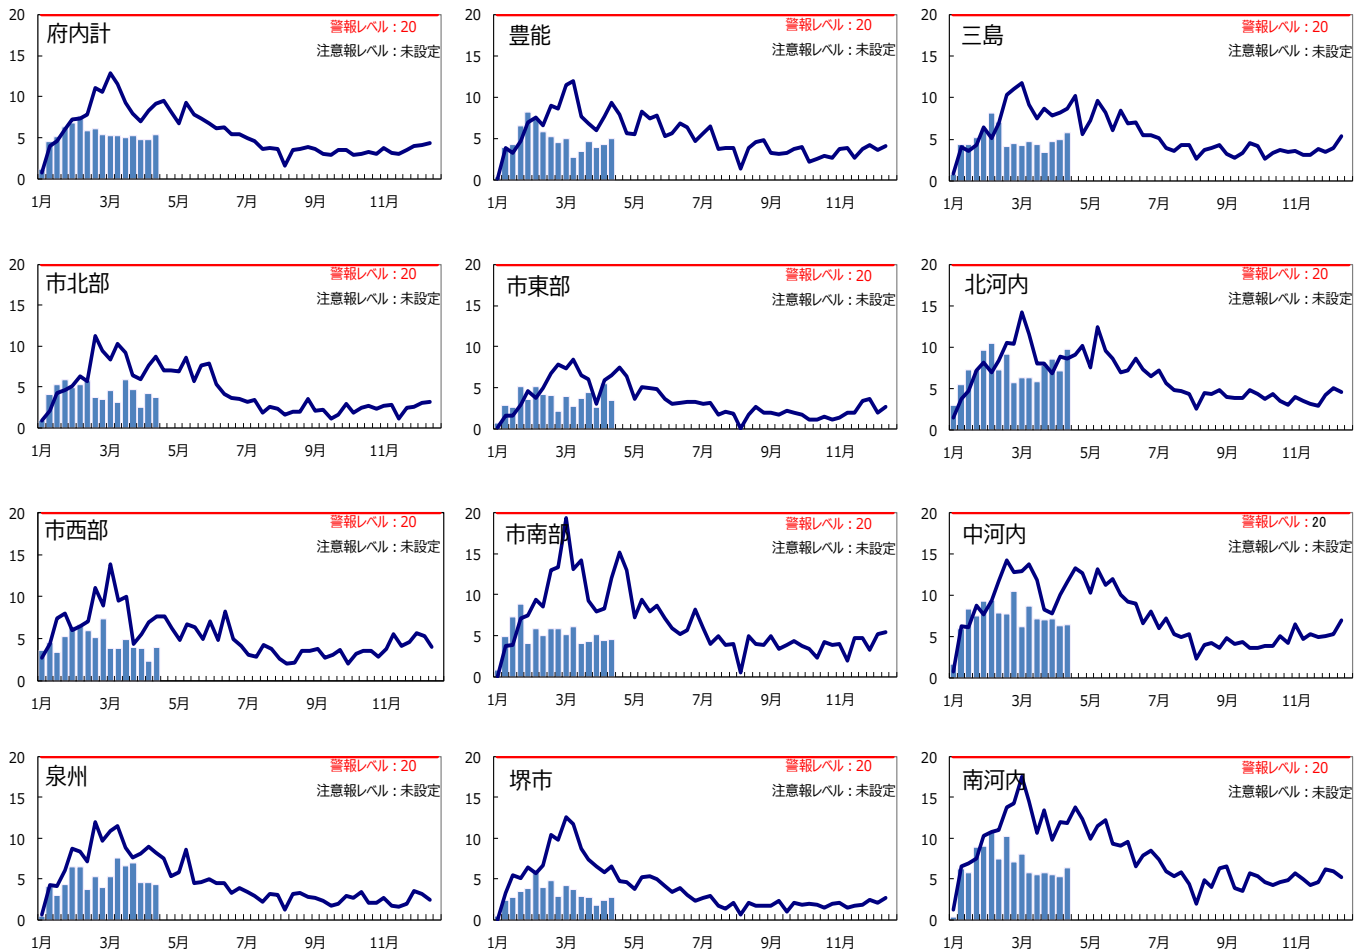 府内計
警報レベル：20
注意報レベル：未設定
20
15
10
5
0
1月 3月 5月 7月 9月 11月
豊能
警報レベル：20
注意報レベル：未設定
20
15
10
5
0
1月 3月 5月 7月 9月 11月
三島
警報レベル：20
注意報レベル：未設定
20
15
10
5
0
1月 3月 5月 7月 9月 11月
市北部
警報レベル：20
注意報レベル：未設定
20
15
10
5
0
1月 3月 5月 7月 9月 11月
市東部
警報レベル：20
注意報レベル：未設定
20
15
10
5
0
1月 3月 5月 7月 9月 11月
北河内
警報レベル：20
注意報レベル：未設定
20
15
10
5
0
1月 3月 5月 7月 9月 11月
市西部
警報レベル：20
注意報レベル：未設定
20
15
10
5
0
1月 3月 5月 7月 9月 11月
市南部
警報レベル：20
注意報レベル：未設定
20
15
10
5
0
1月 3月 5月 7月 9月 11月
中河内
警報レベル：20
注意報レベル：未設定
20
15
10
5
0
1月 3月 5月 7月 9月 11月
泉州
警報レベル：20
注意報レベル：未設定
20
15
10
5
0
1月 3月 5月 7月 9月 11月
堺市
警報レベル：20
注意報レベル：未設定
20
15
10
5
0
1月 3月 5月 7月 9月 11月
南河内
警報レベル：20
注意報レベル：未設定
20
15
10
5
0
1月 3月 5月 7月 9月 11月